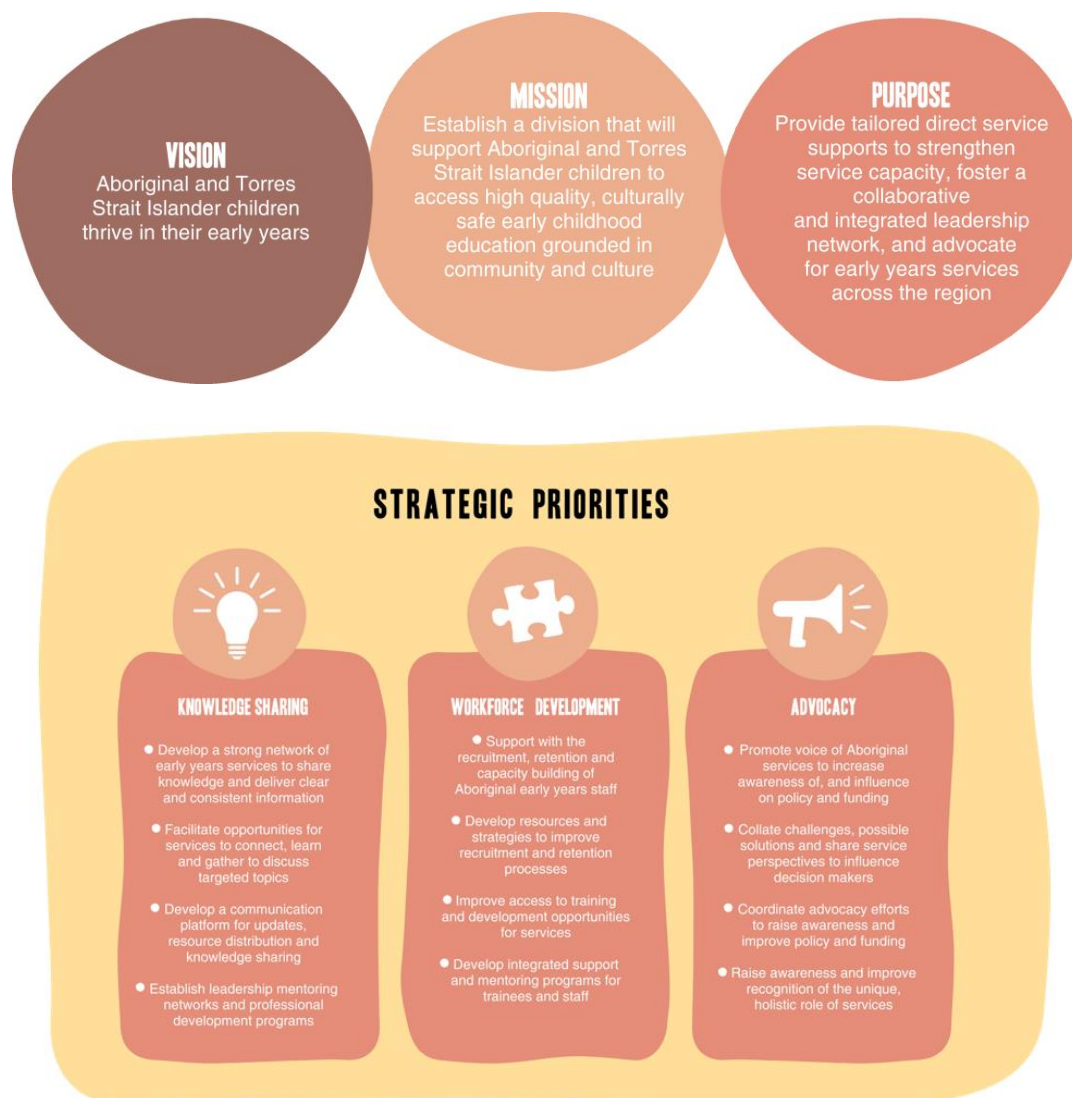 VISION
Aboriginal and Torres
Strait Islander children
thrive in their early years
MISSION
Establish a division that will
support Aboriginal and Torres
Strait Islander children to
access high quality, culturally
safe early childhood
education grounded in
community and culture
PURPOSE
Provide tailored direct service
supports to strengthen
service capacity, foster a
collaborative
and integrated leadership
network, and advocate
for early years services
across the region
STRATEGIC PRIORITIES
KNOWLEDGE SHARING
● Develop a strong network of
early years services to share
knowledge and deliver clear
and consistent information
● Facilitate opportunities for
services to connect, learn
and gather to discuss
targeted topics
● Develop a communication
platform for updates,
resource distribution and
knowledge sharing
● Establish leadership mentoring
networks and professional
development programs
WORKFORCE DEVELOPMENT
● Support with the
recruitment, retention and
capacity building of
Aboriginal early years staff
● Develop resources and
strategies to improve
recruitment and retention
processes
● Improve access to training
and development opportunities
for services
● Develop integrated support
and mentoring programs for
trainees and staff
ADVOCACY
● Promote voice of Aboriginal
services to increase
awareness of, and influence
on policy and funding
● Collate challenges, possible
solutions and share service
perspectives to influence
decision makers
● Coordinate advocacy efforts
to raise awareness and
improve policy and funding
● Raise awareness and improve
recognition of the unique,
holistic role of services